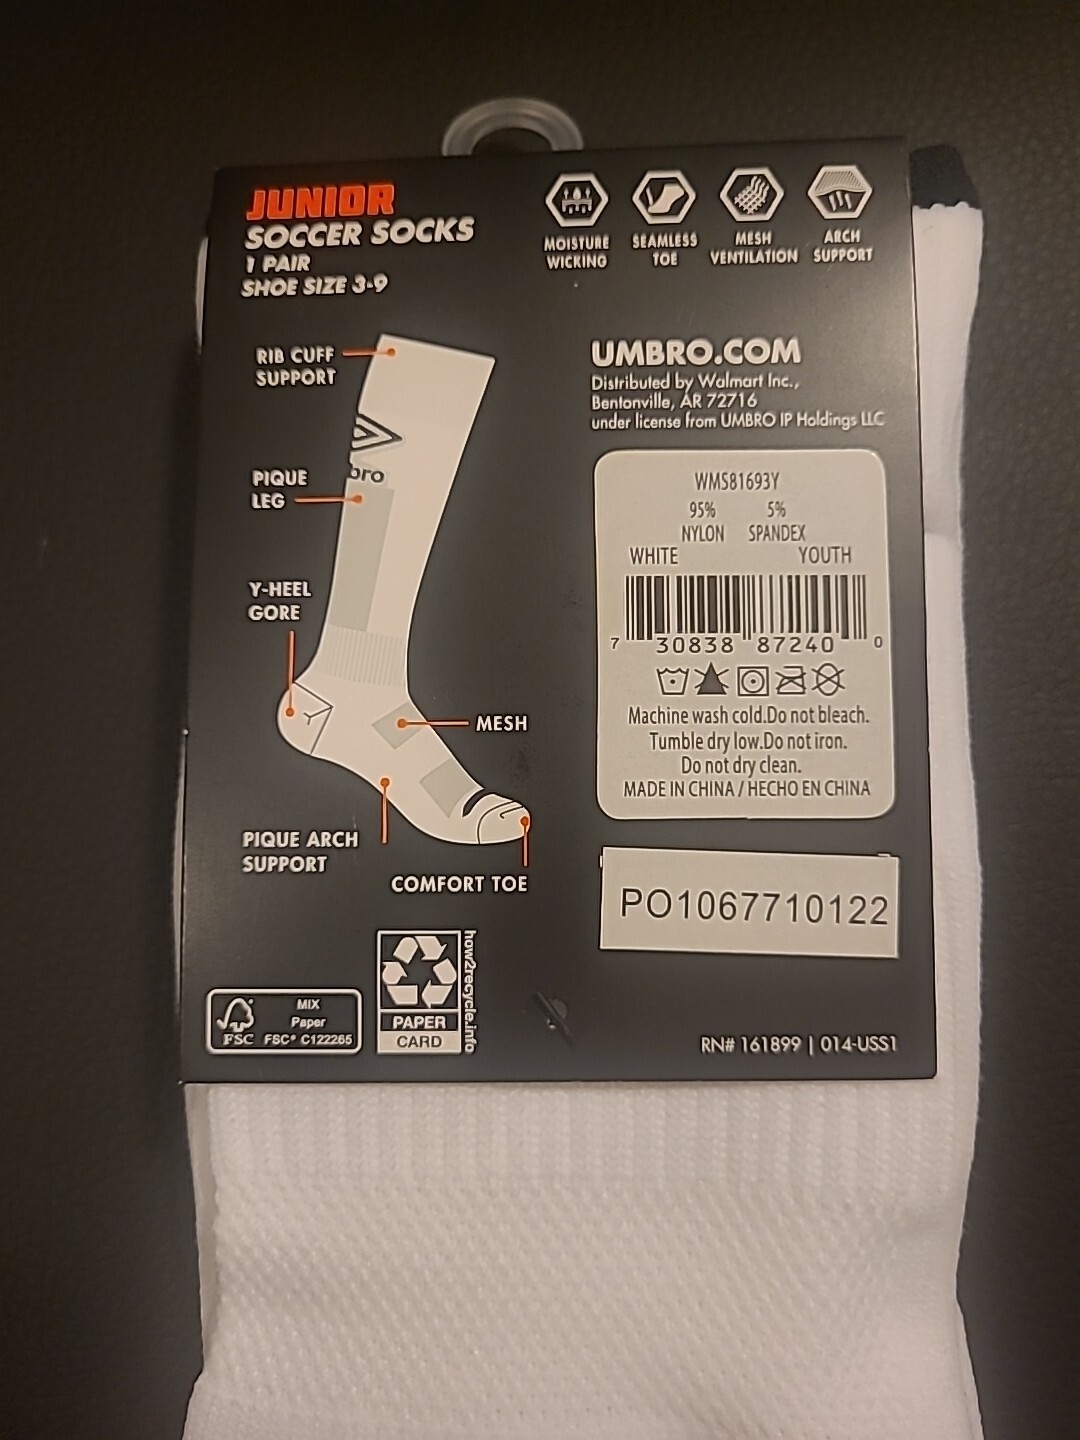 JUNIOR
SOCCER SOCKS
1 PAIR
SHOE SIZE 3-9
MOISTURE WICKING
SEAMLESS TOE
MESH VENTILATION
ARCH SUPPORT
RIB CUFF
SUPPORT
bro
PIQUE
LEG
Y-HEEL
GORE
MESH
PIQUE ARCH
SUPPORT
COMFORT TOE
UMBRO.COM
Distributed by Walmart Inc.,
Bentonville, AR 72716
under license from UMBRO IP Holdings LLC
WMS81693Y
95% 5%
NYLON SPANDEX
WHITE YOUTH
7 30838 87240 0
Machine wash cold.Do not bleach.
Tumble dry low.Do not iron.
Do not dry clean.
MADE IN CHINA / HECHO EN CHINA
PO1067710122
FSC
MIX
Paper
FSC® C122265
PAPER
CARD
how2recycle.info
RN# 161899 | 014-USS1